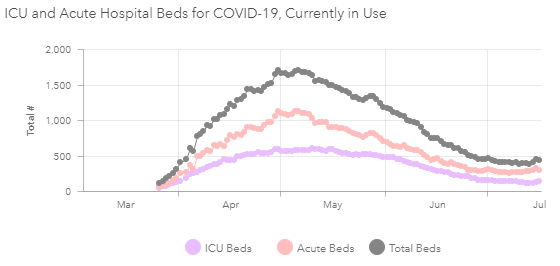 ICU and Acute Hospital Beds for COVID-19, Currently in Use
2,000
1,500
1,000
500
0
Total #
Mar Apr May Jun Jul
ICU Beds Acute Beds Total Beds